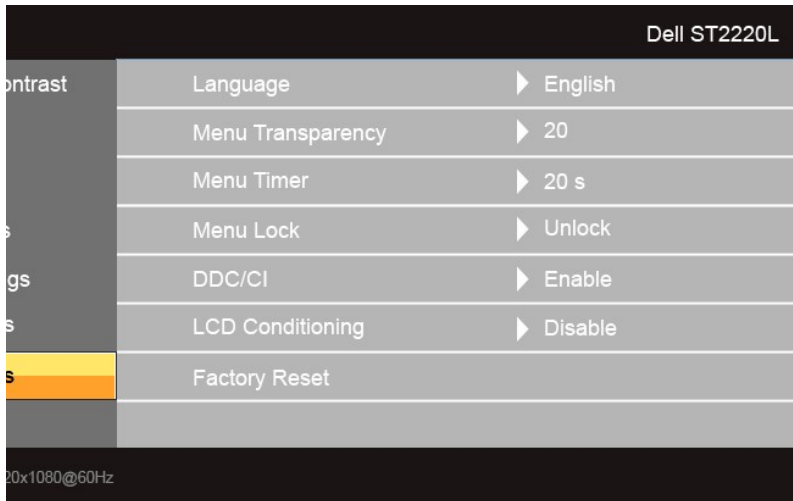 Dell ST2220L
ontrast
Language English
Menu Transparency 20
Menu Timer 20 s
s
Menu Lock Unlock
gs
DDC/CI Enable
s
LCD Conditioning Disable
s
Factory Reset
20x1080@60Hz